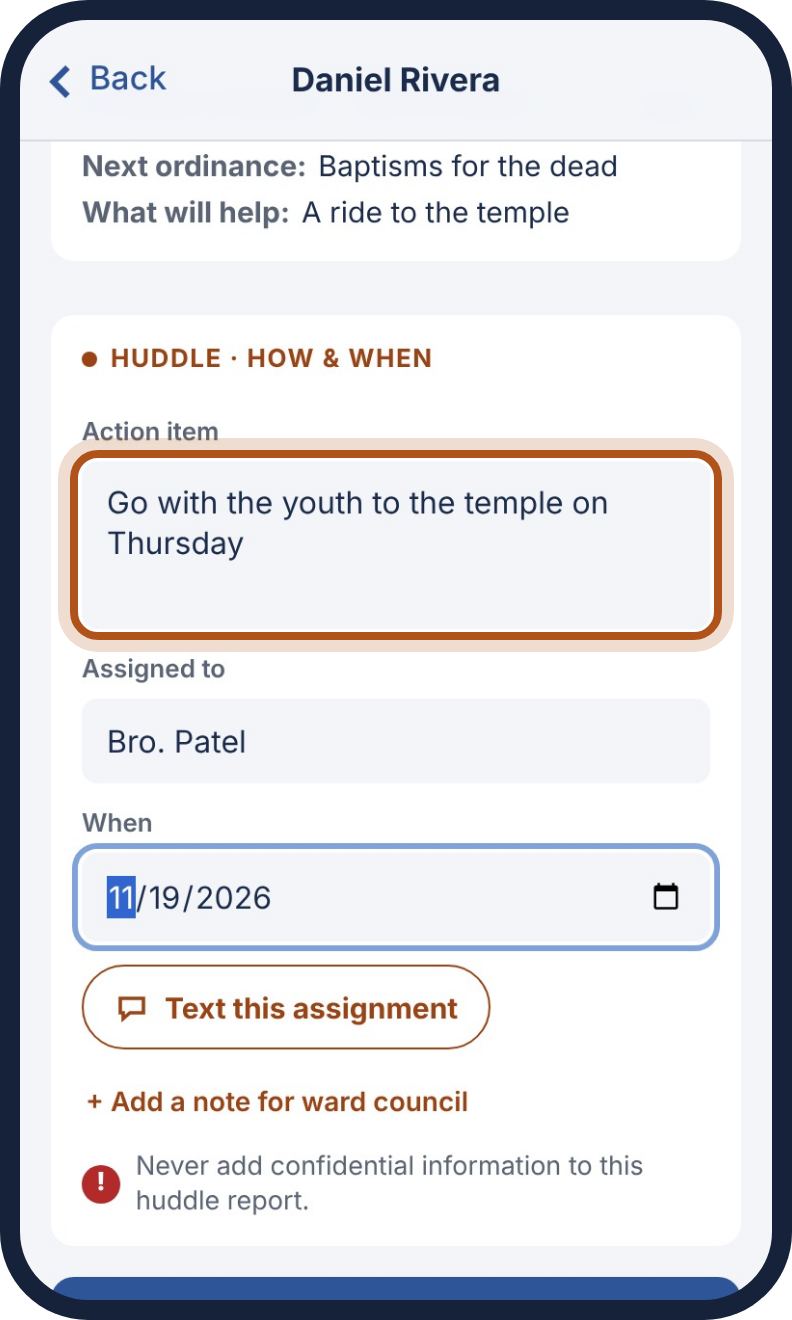 Back
Daniel Rivera
Next ordinance: Baptisms for the dead
What will help: A ride to the temple
HUDDLE · HOW & WHEN
Action item
Go with the youth to the temple on
Thursday
Assigned to
Bro. Patel
When
11/19/2026
Text this assignment
+ Add a note for ward council
Never add confidential information to this
huddle report.